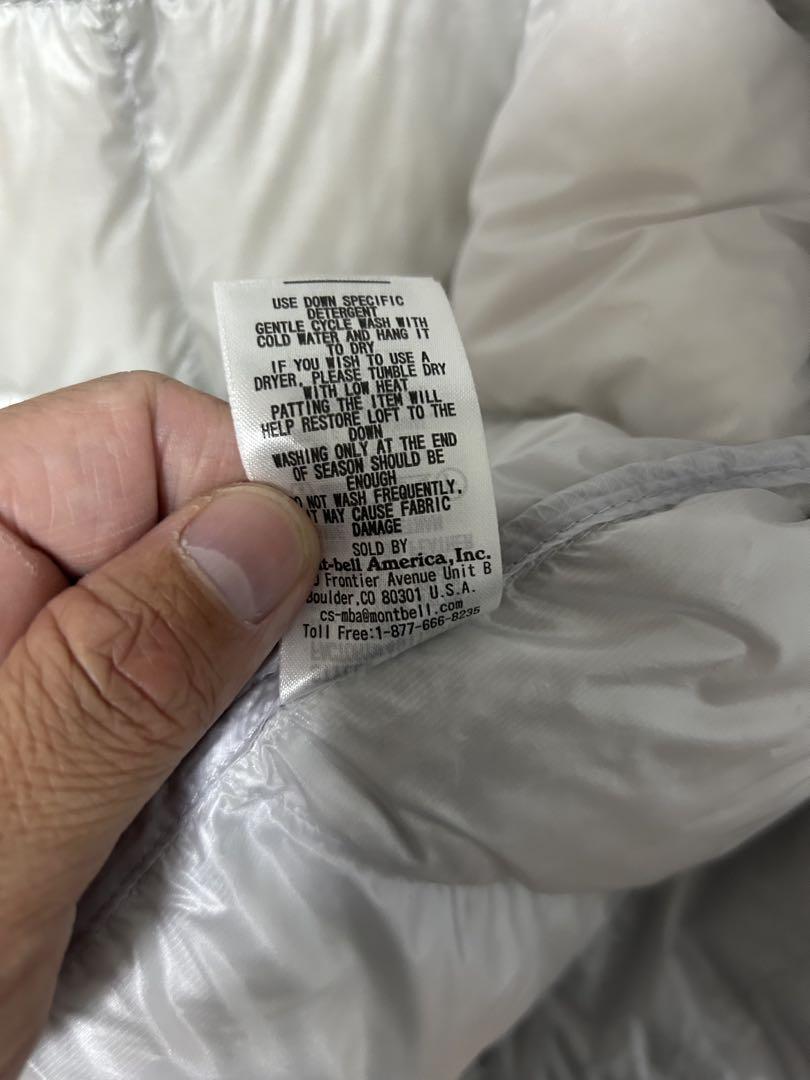 USE DOWN SPECIFIC
DETERGENT
GENTLE CYCLE WASH WITH
COLD WATER AND HANG IT
TO DRY
IF YOU WISH TO USE A
DRYER, PLEASE TUMBLE DRY
WITH LOW HEAT
PATTING THE ITEM WILL
HELP RESTORE LOFT TO THE
DOWN
WASHING ONLY AT THE END
OF SEASON SHOULD BE
ENOUGH
NOT WASH FREQUENTLY,
MAY CAUSE FABRIC
DAMAGE
SOLD BY
t-bell America, Inc.
Frontier Avenue Unit B
Boulder,CO 80301 U.S.A.
cs-mba@montbell.com
Toll Free:1-877-666-8235